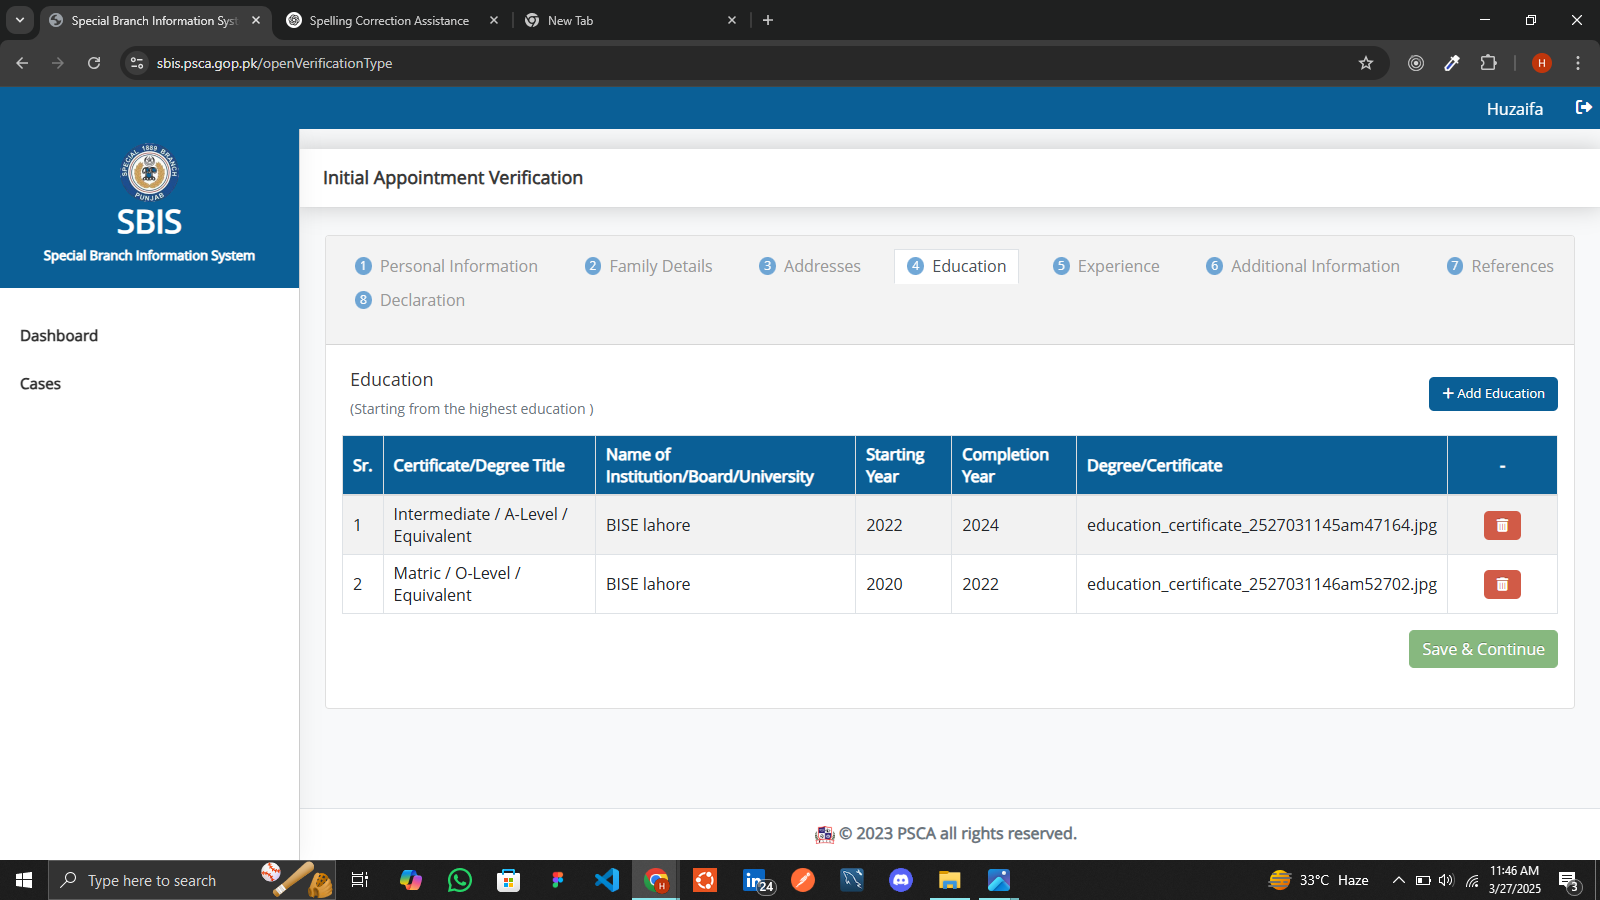 Special Branch Information Syst
Spelling Correction Assistance
New Tab
sbis.psca.gop.pk/openVerificationType
H
Huzaifa
SPECIAL 1889 BRANCH
PUNJAB
SBIS
Special Branch Information System
Dashboard
Cases
Initial Appointment Verification
1 Personal Information
2 Family Details
3 Addresses
4 Education
5 Experience
6 Additional Information
7 References
8 Declaration
Education
(Starting from the highest education )
+ Add Education
Sr.
Certificate/Degree Title
Name of
Institution/Board/University
Starting
Year
Completion
Year
Degree/Certificate
-
1
Intermediate / A-Level /
Equivalent
BISE lahore
2022
2024
education_certificate_2527031145am47164.jpg
2
Matric / O-Level /
Equivalent
BISE lahore
2020
2022
education_certificate_2527031146am52702.jpg
Save & Continue
© 2023 PSCA all rights reserved.
Type here to search
H
in
24
33°C Haze
11:46 AM
3/27/2025
3